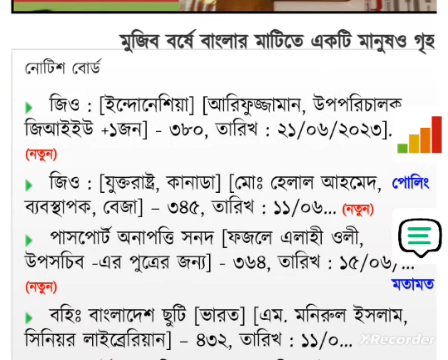 মুজিব বর্ষে বাংলার মাটিতে একটি মানুষও গৃহ
নোটিশ বোর্ড
জিও : [ইন্দোনেশিয়া] [আরিফুজ্জামান, উপপরিচালক
জিআইইউ +১জন] - ৩৮০, তারিখ : ২১/০৬/২০২৩].
(নতুন)
জিও : [যুক্তরাষ্ট্র, কানাডা] [মোঃ হেলাল আহমেদ,
ব্যবস্থাপক, বেজা] – ৩৪৫, তারিখ : ১১/০৬... (নতুন)
পোলিং
পাসপোর্ট অনাপত্তি সনদ [ফজলে এলাহী ওলী,
উপসচিব -এর পুত্রের জন্য] - ৩৬৪, তারিখ : ১৫/০৬/...
(নতুন)
মতামত
বহিঃ বাংলাদেশ ছুটি [ভারত] [এম. মনিরুল ইসলাম,
সিনিয়র লাইব্রেরিয়ান] – ৪৩২, তারিখ : ১১/০...
XRecorder